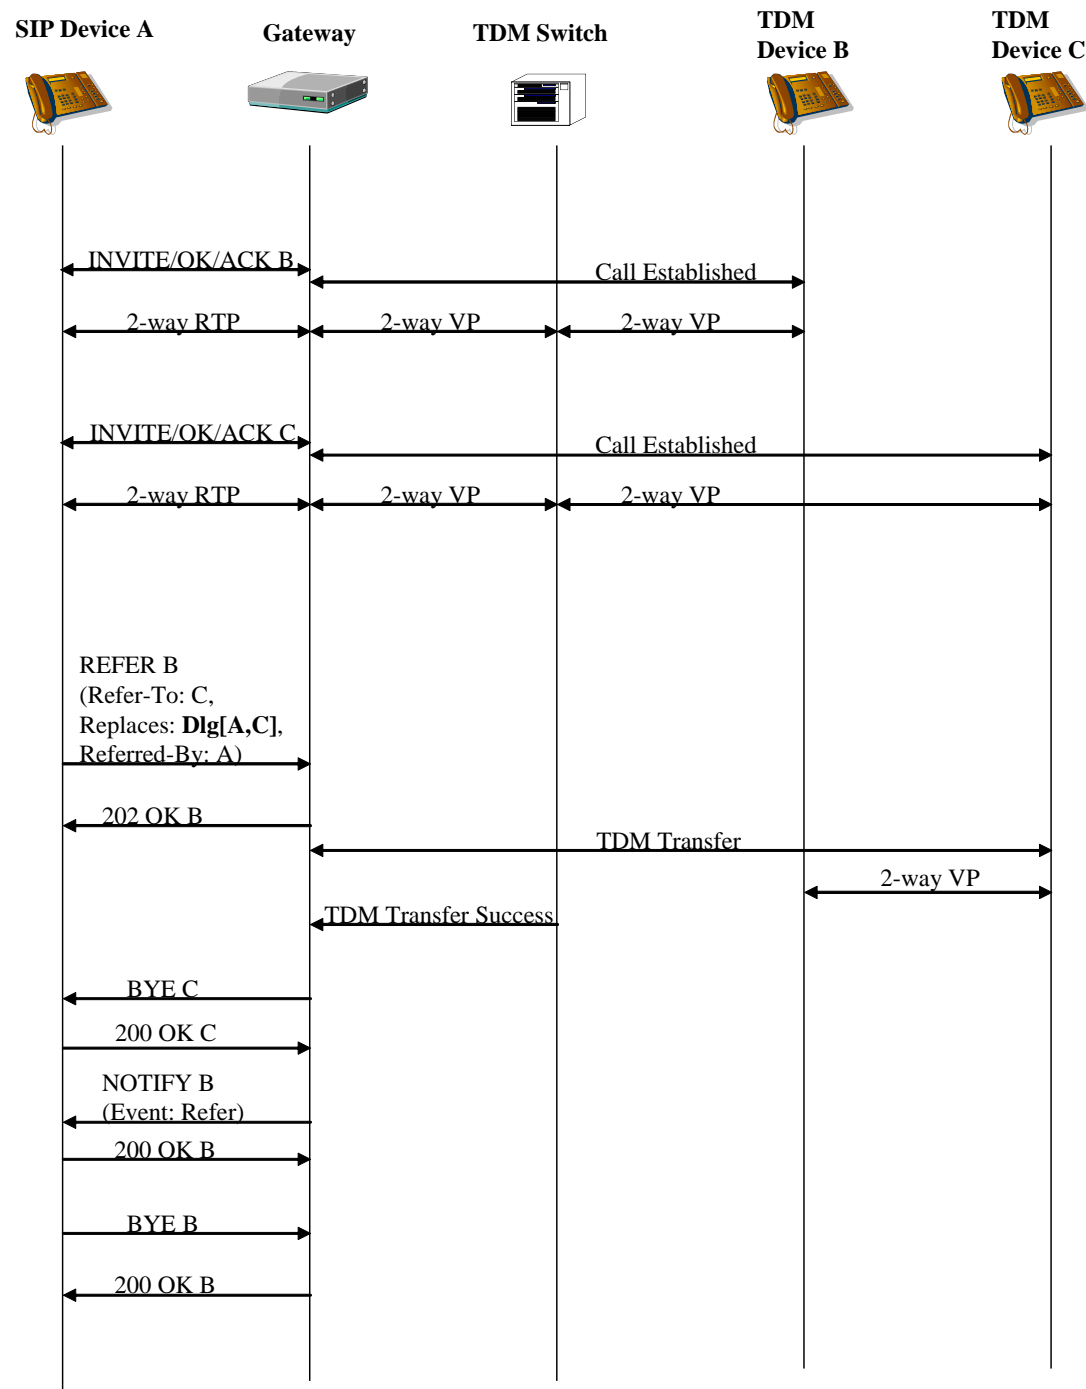 SIP Device A
Gateway
TDM Switch
TDM
Device B
TDM
Device C
INVITE/OK/ACK B
Call Established
2-way RTP
2-way VP
2-way VP
INVITE/OK/ACK C
Call Established
2-way RTP
2-way VP
2-way VP
REFER B
(Refer-To: C,
Replaces: Dlg[A,C],
Referred-By: A)
202 OK B
TDM Transfer
2-way VP
TDM Transfer Success
BYE C
200 OK C
NOTIFY B
(Event: Refer)
200 OK B
BYE B
200 OK B